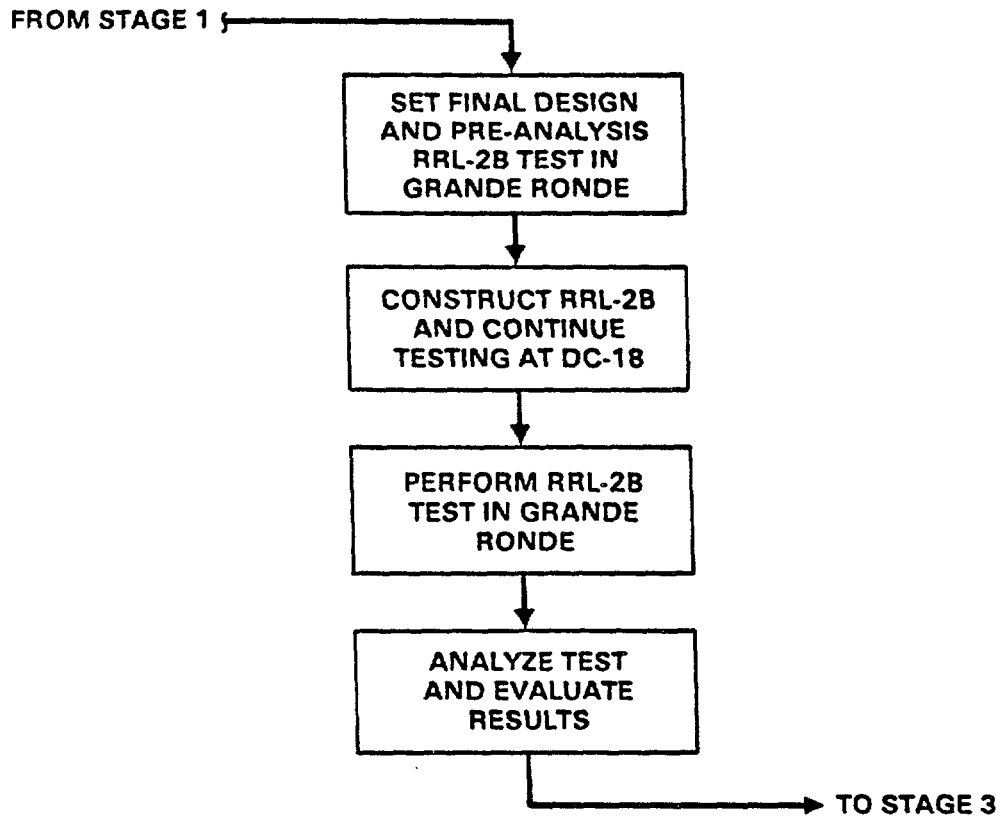 FROM STAGE 1
SET FINAL DESIGN
AND PRE-ANALYSIS
RRL-2B TEST IN
GRANDE RONDE
CONSTRUCT RRL-2B
AND CONTINUE
TESTING AT DC-18
PERFORM RRL-2B
TEST IN GRANDE
RONDE
ANALYZE TEST
AND EVALUATE
RESULTS
TO STAGE 3